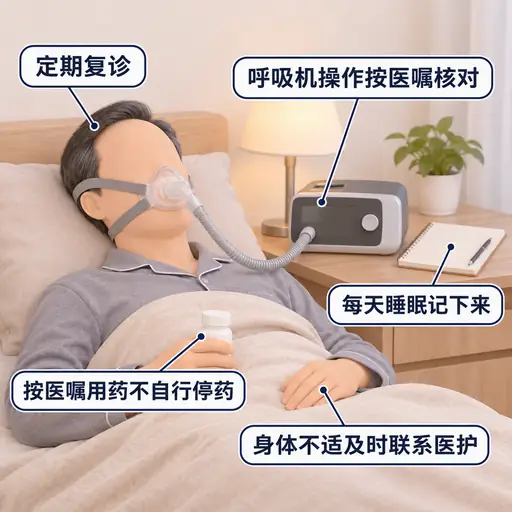 定期复诊
呼吸机操作按医嘱核对
每天睡眠记下来
按医嘱用药不自行停药
身体不适及时联系医护